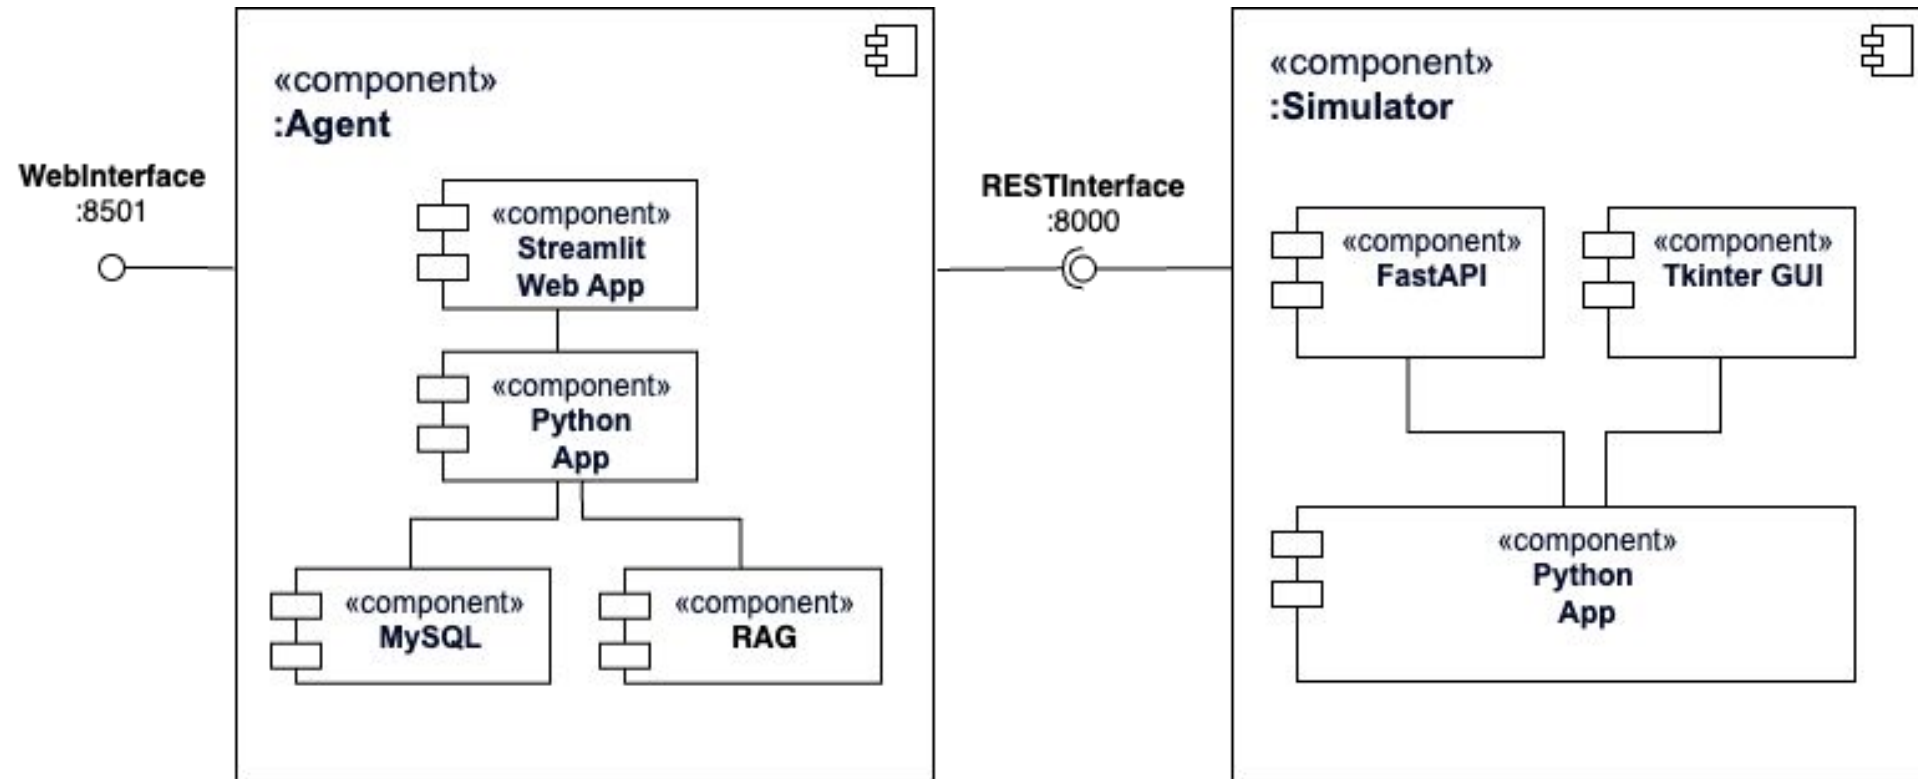 WebInterface
:8501
«component»
:Agent
«component»
Streamlit
Web App
«component»
Python
App
«component»
MySQL
«component»
RAG
RESTInterface
:8000
«component»
:Simulator
«component»
FastAPI
«component»
Tkinter GUI
«component»
Python
App